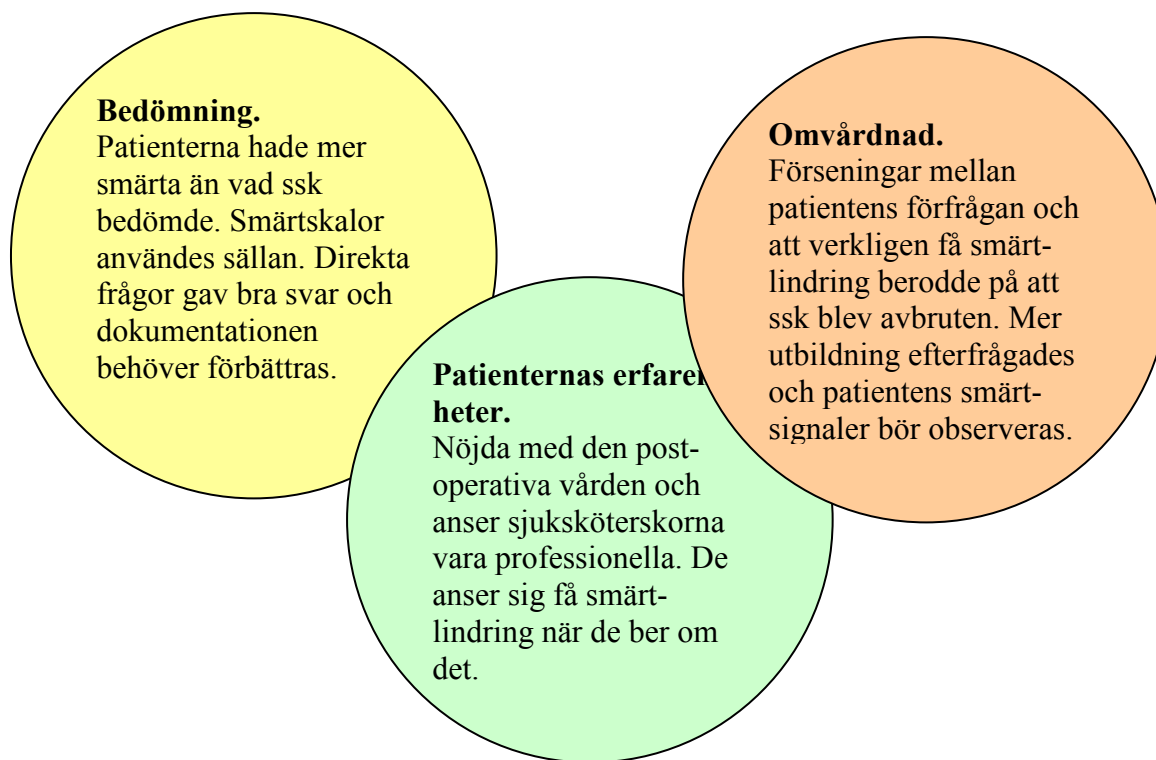 Bedömning.
Patienterna hade mer
smärta än vad ssk
bedömde. Smärtskalor
användes sällan. Direkta
frågor gav bra svar och
dokumentationen
behöver förbättras.
Patienternas erfaren
heter.
Nöjda med den post-
operativa vården och
anser sjuksköterskorna
vara professionella. De
anser sig få smärt-
lindring när de ber om
det.
Omvårdnad.
Förseningar mellan
patientens förfrågan och
att verkligen få smärt-
lindring berodde på att
ssk blev avbruten. Mer
utbildning efterfrågades
och patientens smärt-
signaler bör observeras.